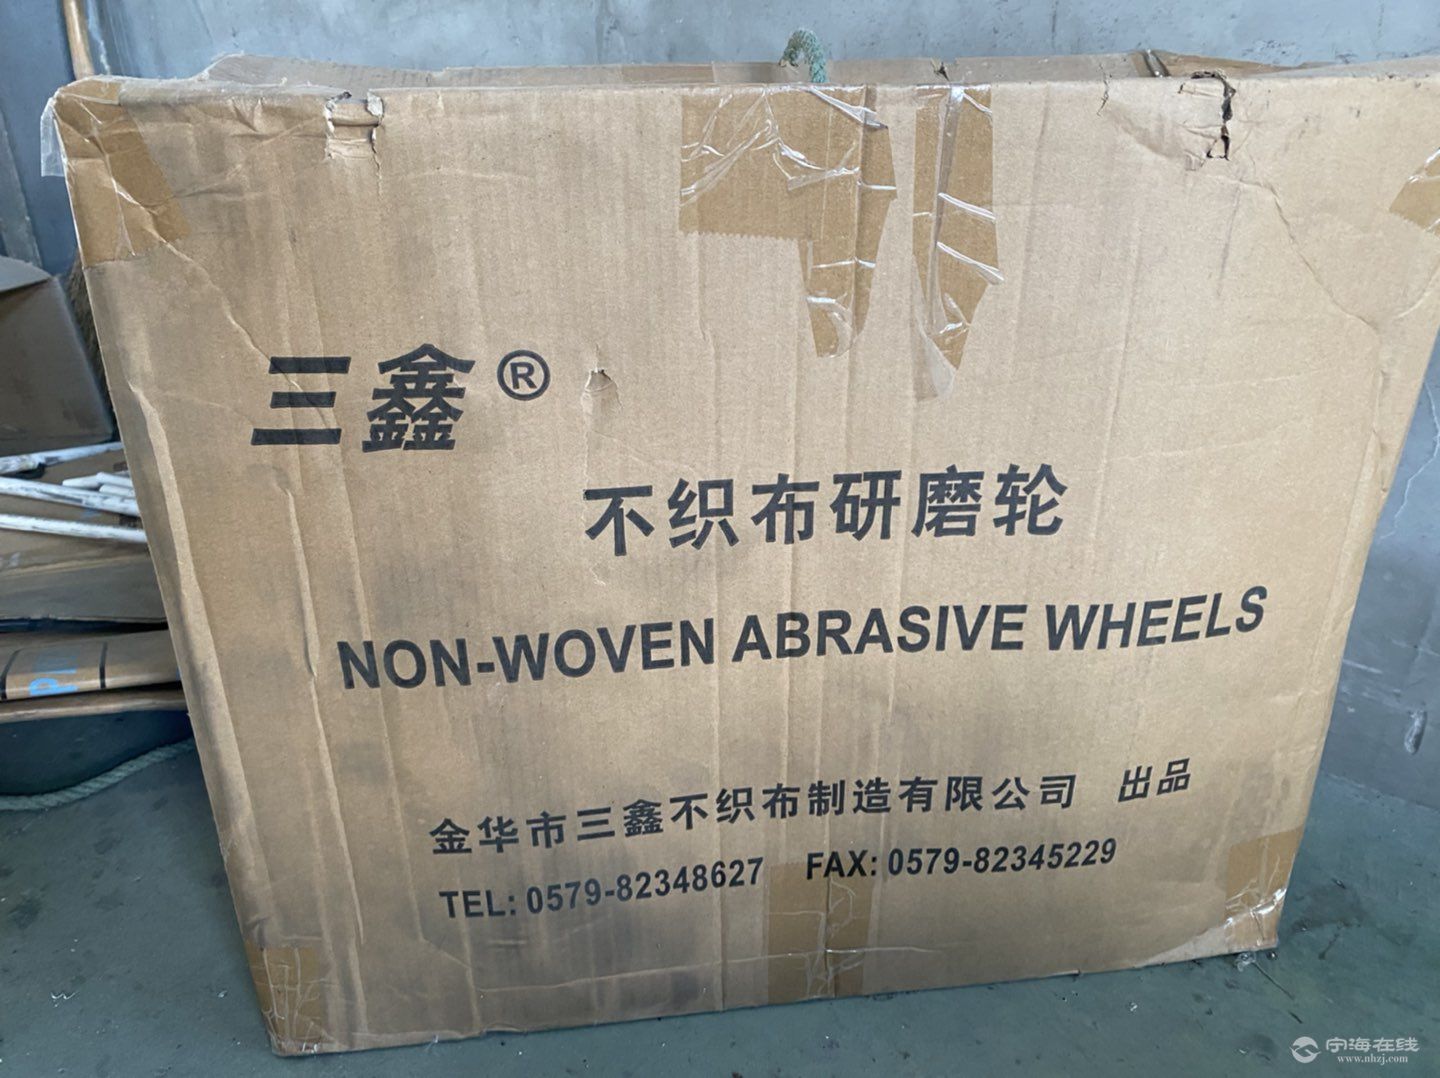 三鑫®
不织布研磨轮
NON-WOVEN ABRASIVE WHEELS
金华市三鑫不织布制造有限公司 出品
TEL: 0579-82348627 FAX: 0579-82345229
宁海在线
www.nhzj.com